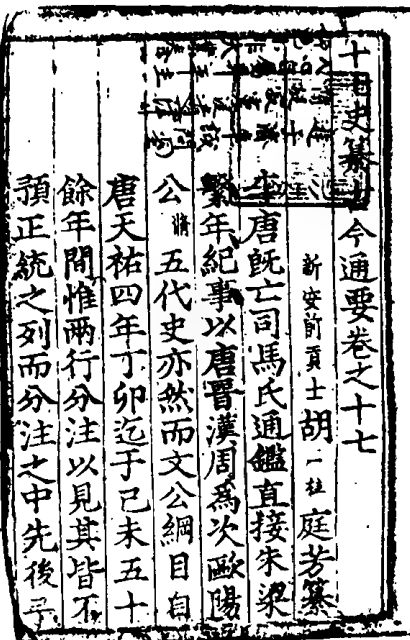 十七史纂古今通要卷之十七
新安前貢士胡一桂庭芳纂
唐旣亡司馬氏通鑑直接朱梁
繫年紀事以唐晉漢周爲次歐陽
公 五代史亦然而文公綱目自
唐天祐四年丁卯迄于己未五十
餘年間惟兩行分注以見其皆不
預正統之列而分注之中先後